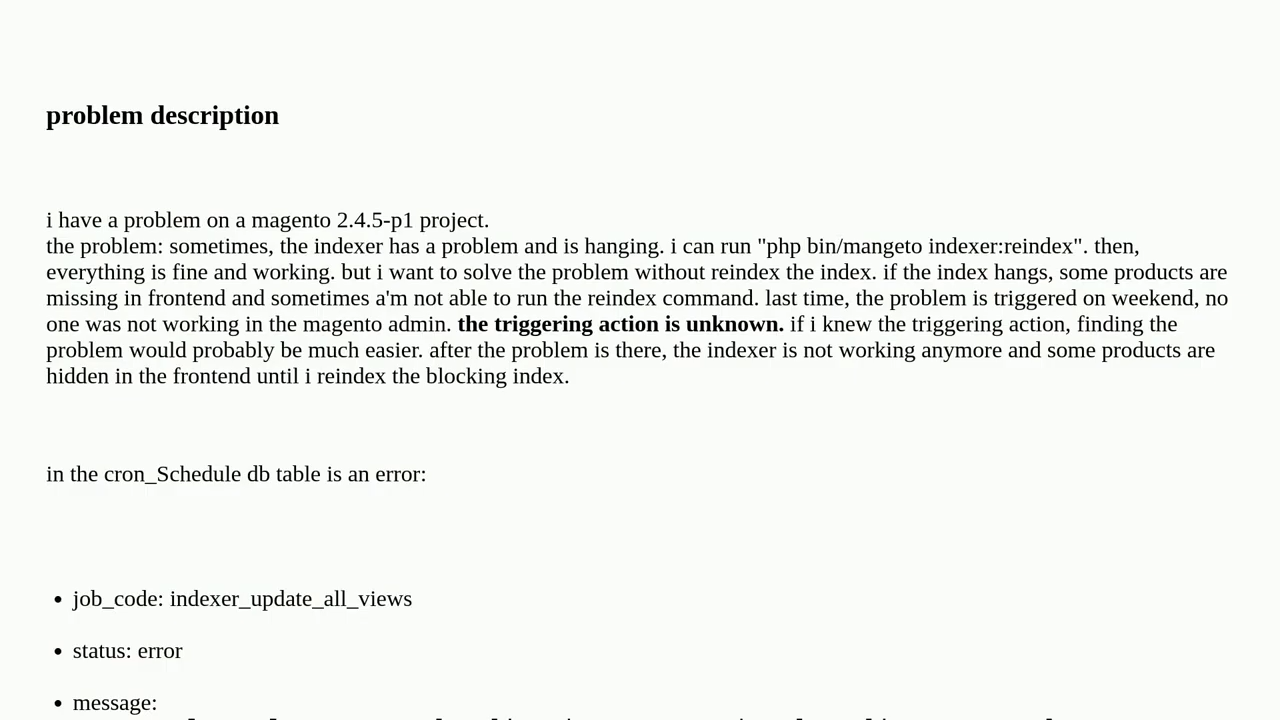 problem description
i have a problem on a magento 2.4.5-p1 project.
the problem: sometimes, the indexer has a problem and is hanging. i can run "php bin/mangeto indexer:reindex". then,
everything is fine and working. but i want to solve the problem without reindex the index. if the index hangs, some products are
missing in frontend and sometimes a'm not able to run the reindex command. last time, the problem is triggered on weekend, no
one was not working in the magento admin. the triggering action is unknown. if i knew the triggering action, finding the
problem would probably be much easier. after the problem is there, the indexer is not working anymore and some products are
hidden in the frontend until i reindex the blocking index.
in the cron_Schedule db table is an error:
• job_code: indexer_update_all_views
• status: error
• message: